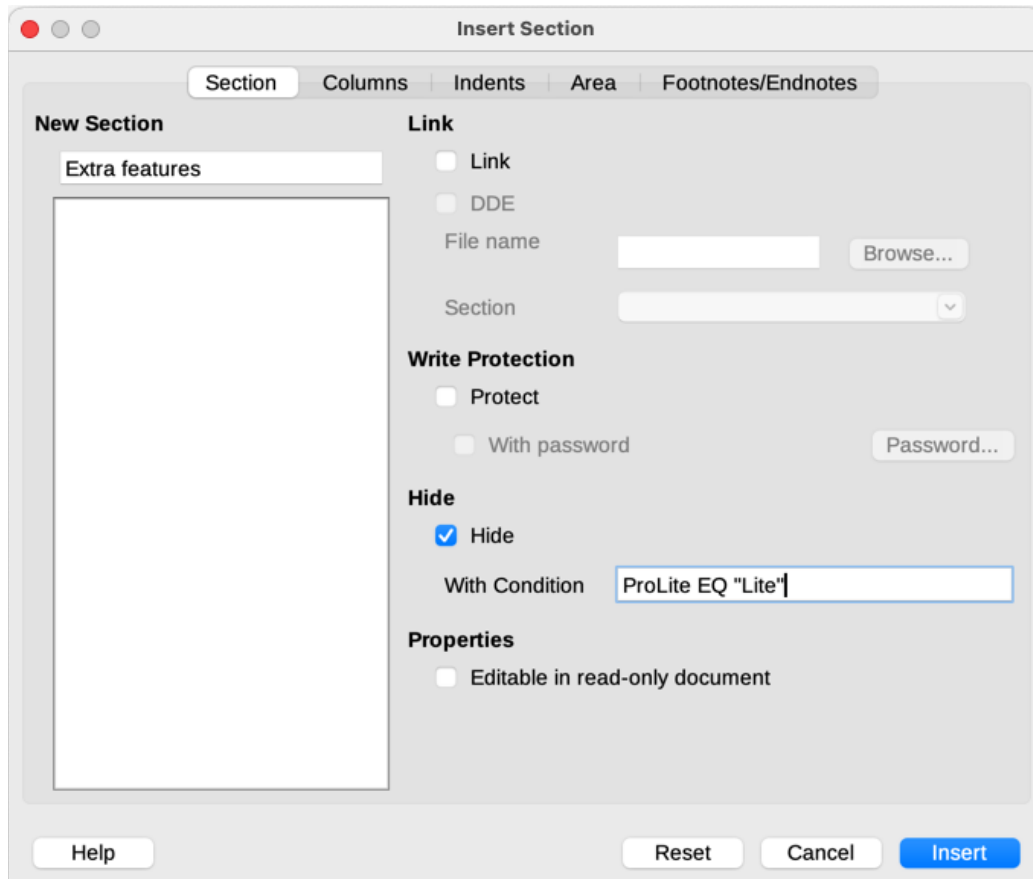 Insert Section
Section Columns Indents Area Footnotes/Endnotes
New Section
Extra features
Link
Link
DDE
File name
Browse...
Section
Write Protection
Protect
With password
Password...
Hide
Hide
With Condition
ProLite EQ "Lite"
Properties
Editable in read-only document
Help
Reset
Cancel
Insert